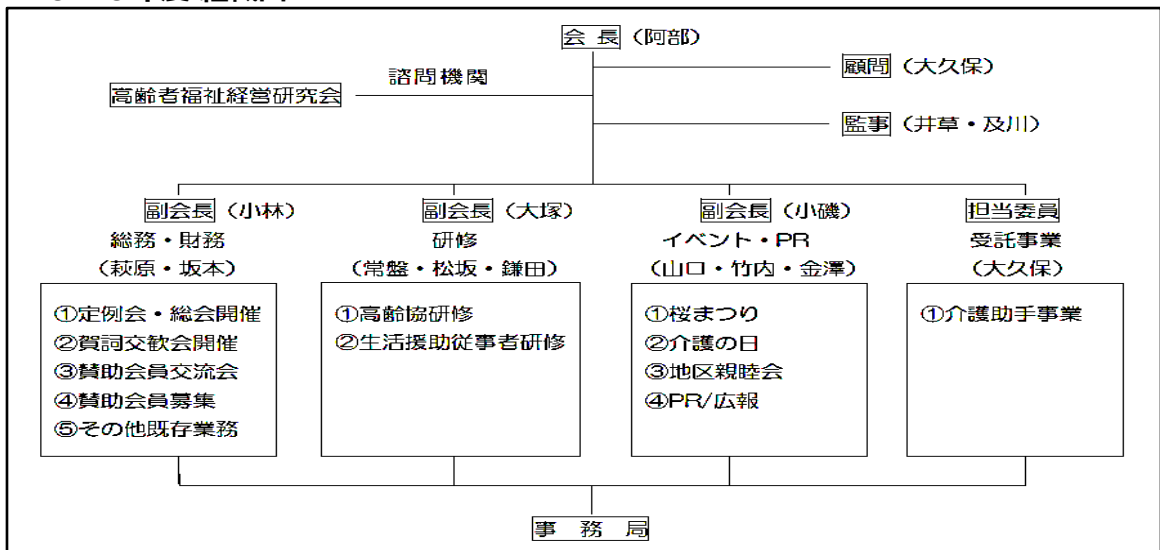 会 長 (阿部)
諮問機関
顧問 (大久保)
高齢者福祉経営研究会
監事 (井草・及川)
副会長 (小林)
総務・財務
(萩原・坂本)
①定例会・総会開催
②賀詞交歓会開催
③賛助会員交流会
④賛助会員募集
⑤その他既存業務
副会長 (大塚)
研修
(常盤・松坂・鎌田)
①高齢協研修
②生活援助従事者研修
副会長 (小磯)
イベント・PR
(山口・竹内・金澤)
①桜まつり
②介護の日
③地区親睦会
④PR/広報
担当委員
受託事業
(大久保)
①介護助手事業
事 務 局